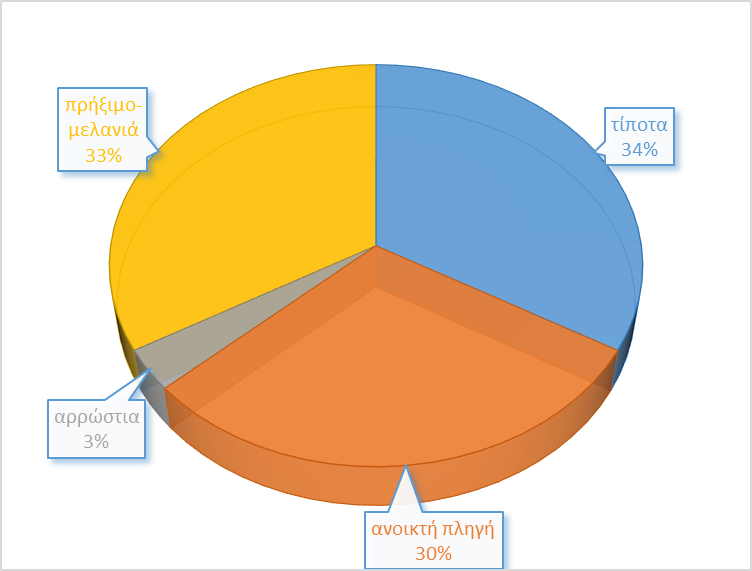 πρήξιμο-
μελανιά
33%
τίποτα
34%
αρρώστια
3%
ανοικτή πληγή
30%